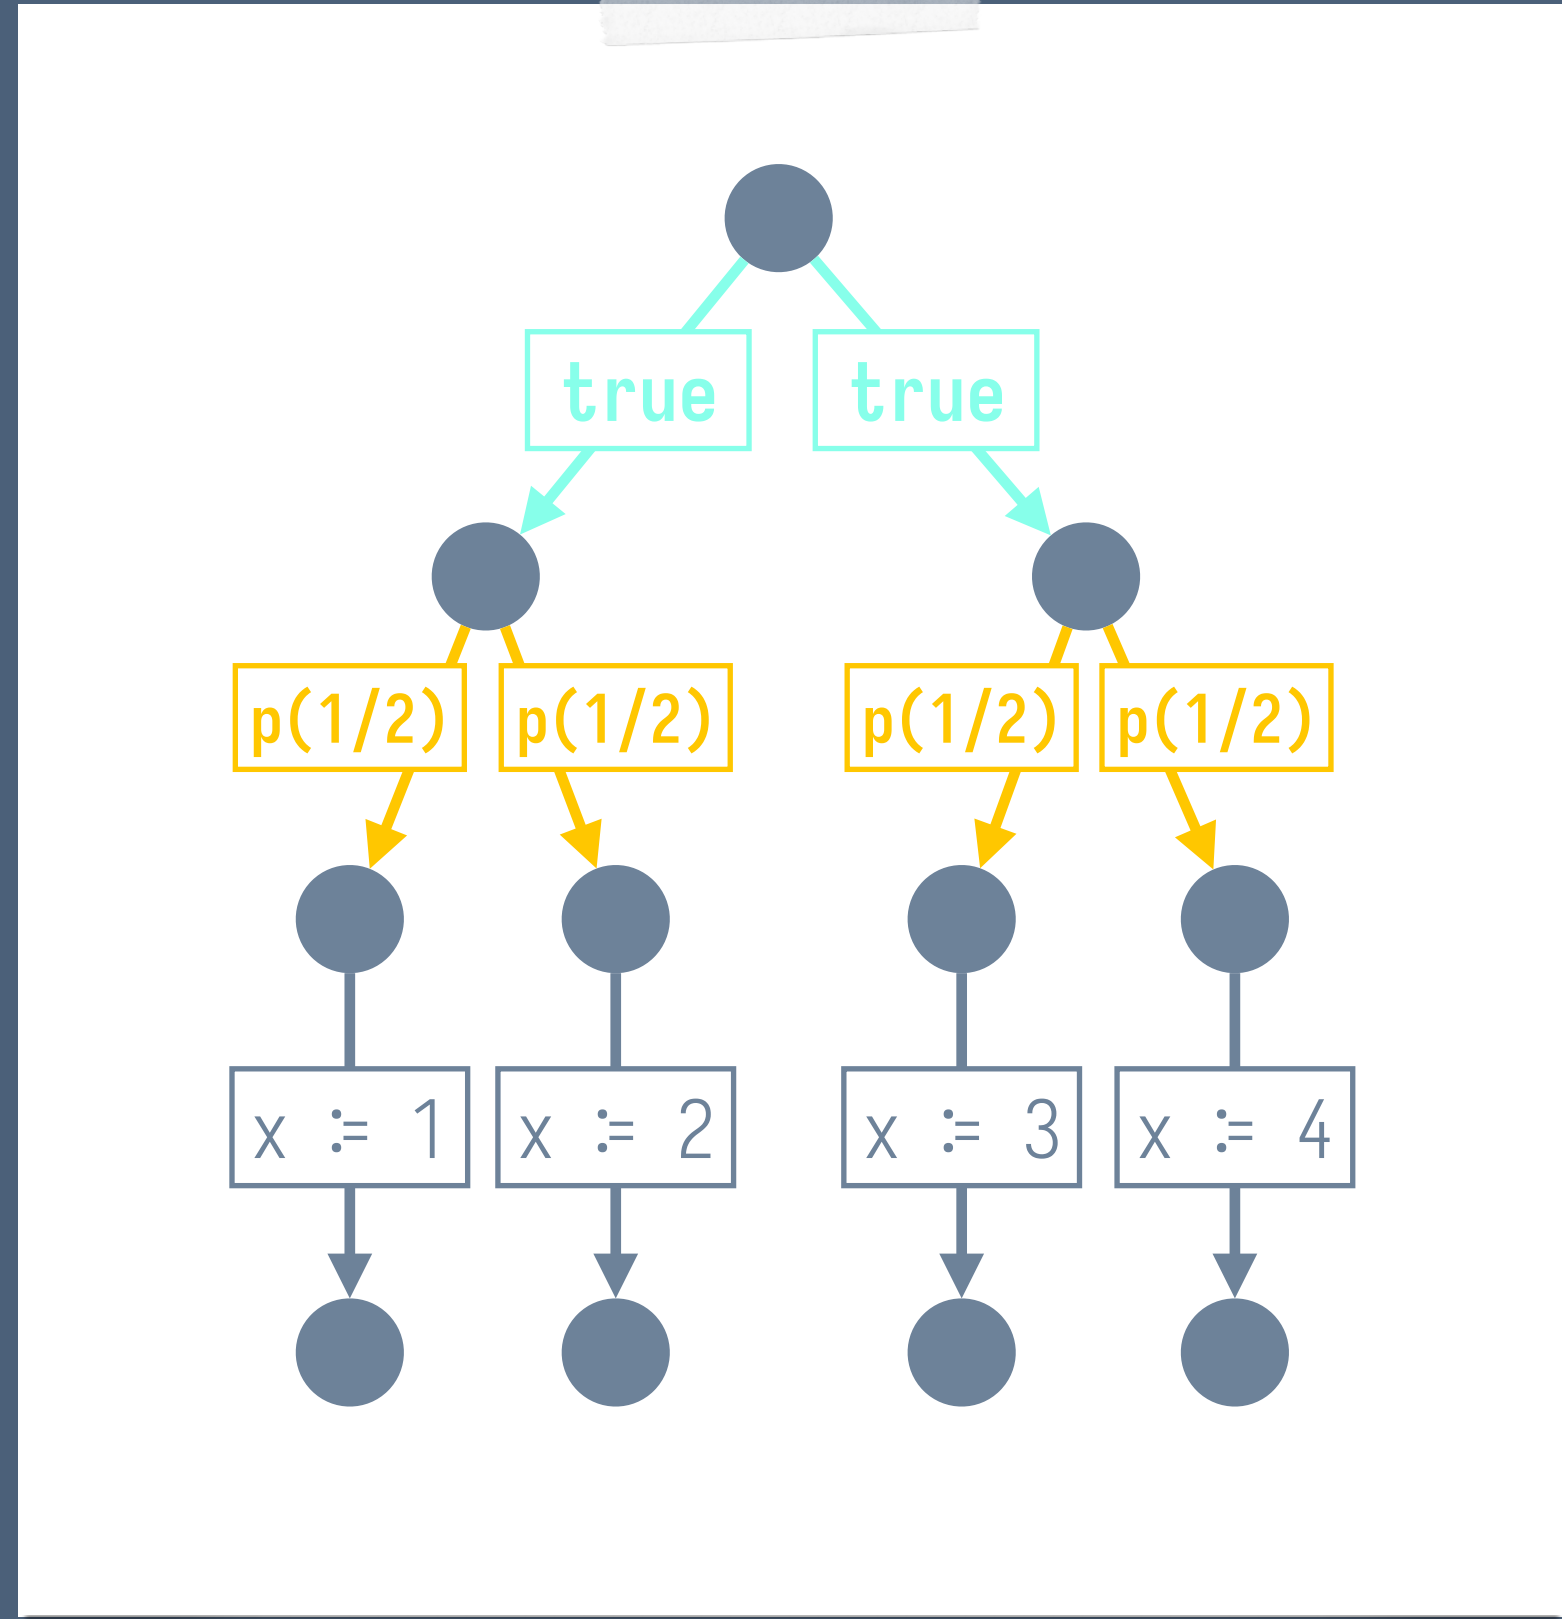 true true
p(1/2) p(1/2) p(1/2) p(1/2)
x := 1 x := 2 x := 3 x := 4